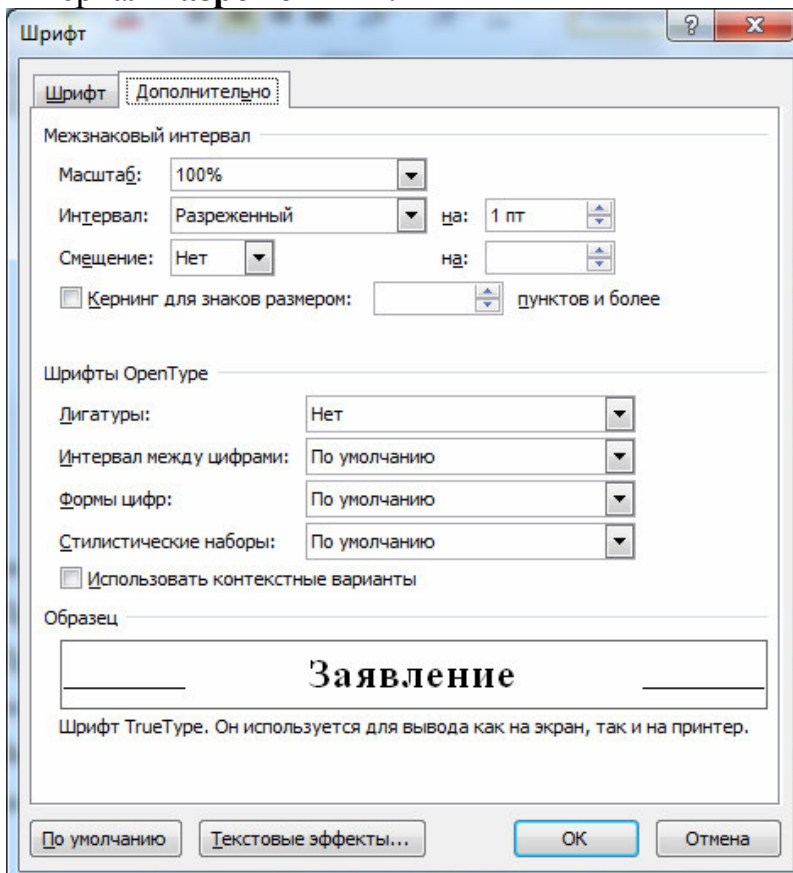 Шрифт
Шрифт Дополнительно
Межзнаковый интервал
Масштаб: 100%
Интервал: Разреженный на: 1 пт
Смещение: Нет на:
Кернинг для знаков размером: пунктов и более
Шрифты OpenType
Лигатуры: Нет
Интервал между цифрами: По умолчанию
Формы цифр: По умолчанию
Стилистические наборы: По умолчанию
Использовать контекстные варианты
Образец
Заявление
Шрифт TrueType. Он используется для вывода как на экран, так и на принтер.
По умолчанию Текстовые эффекты... ОК Отмена